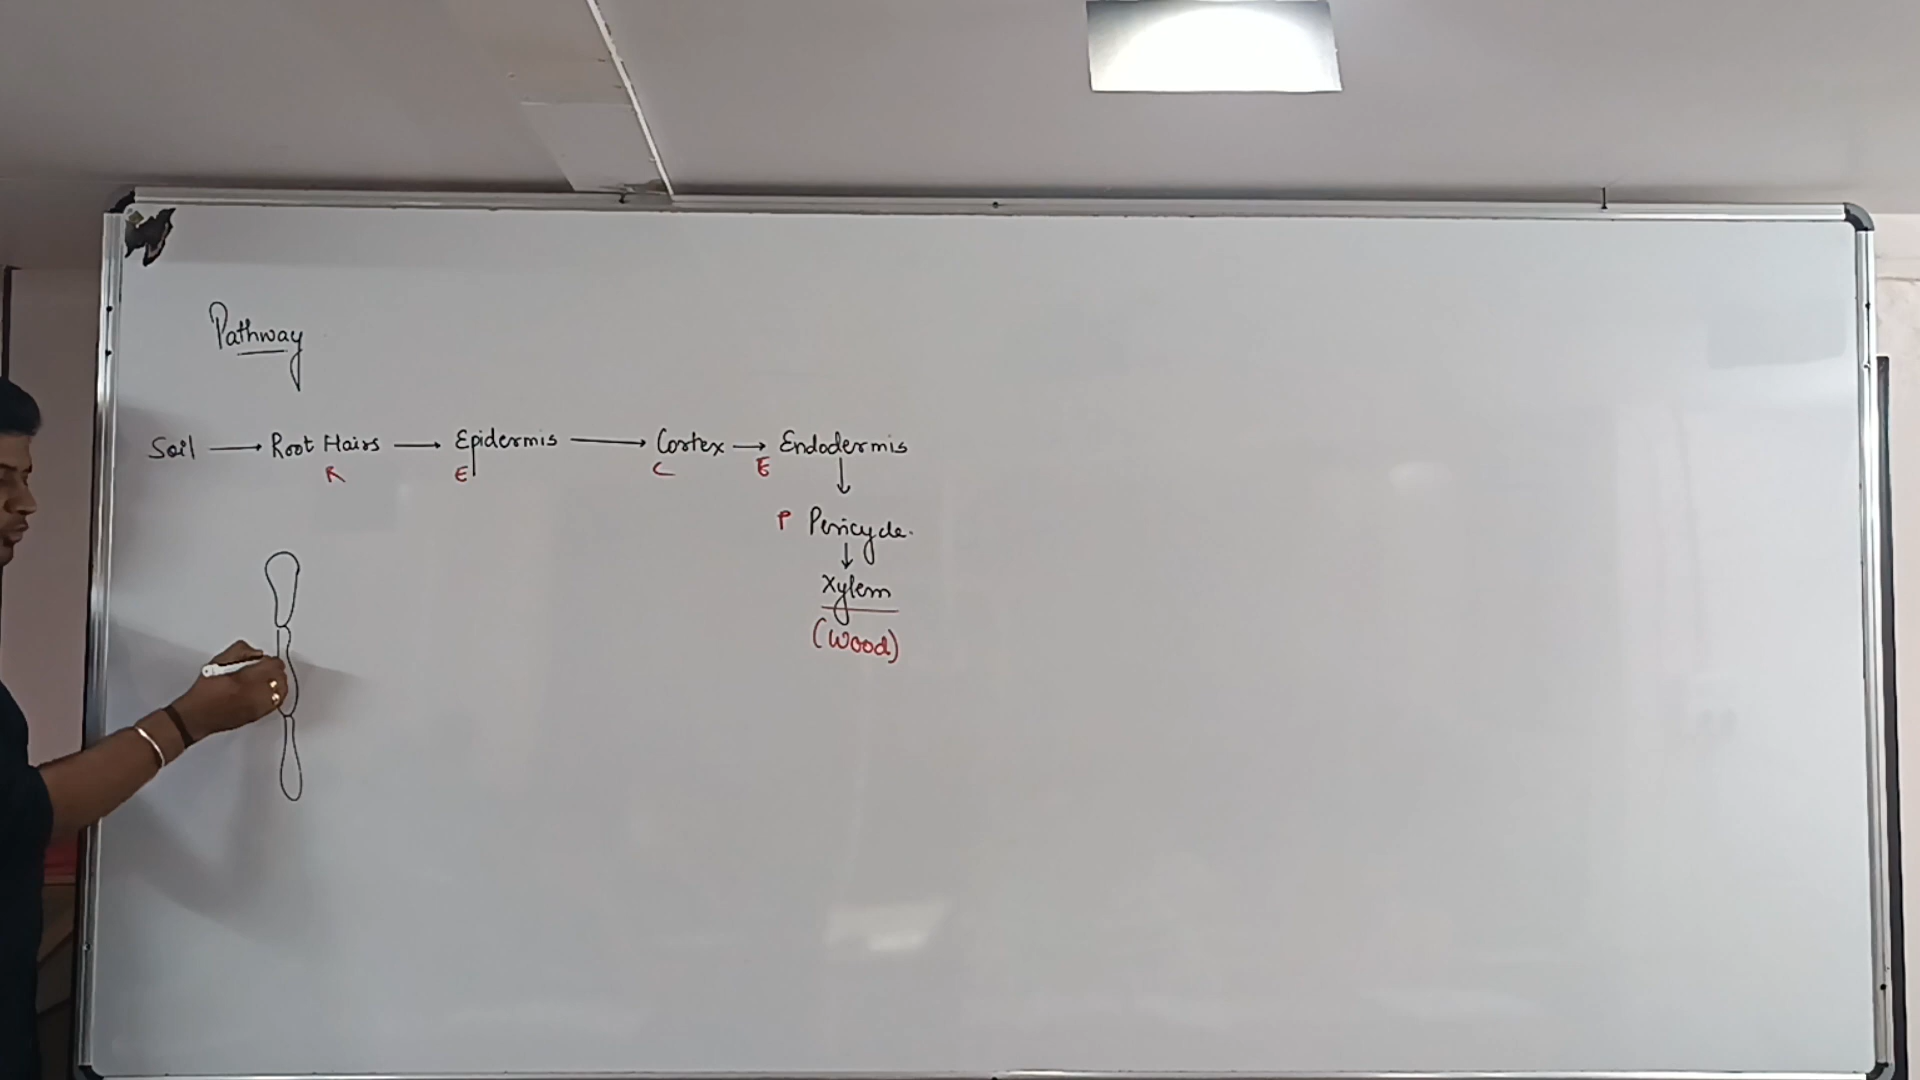 Pathway
Soil → Root Hairs → Epidermis → Cortex → Endodermis
R E C E
↓
P Pericycle.
↓
Xylem
(Wood)